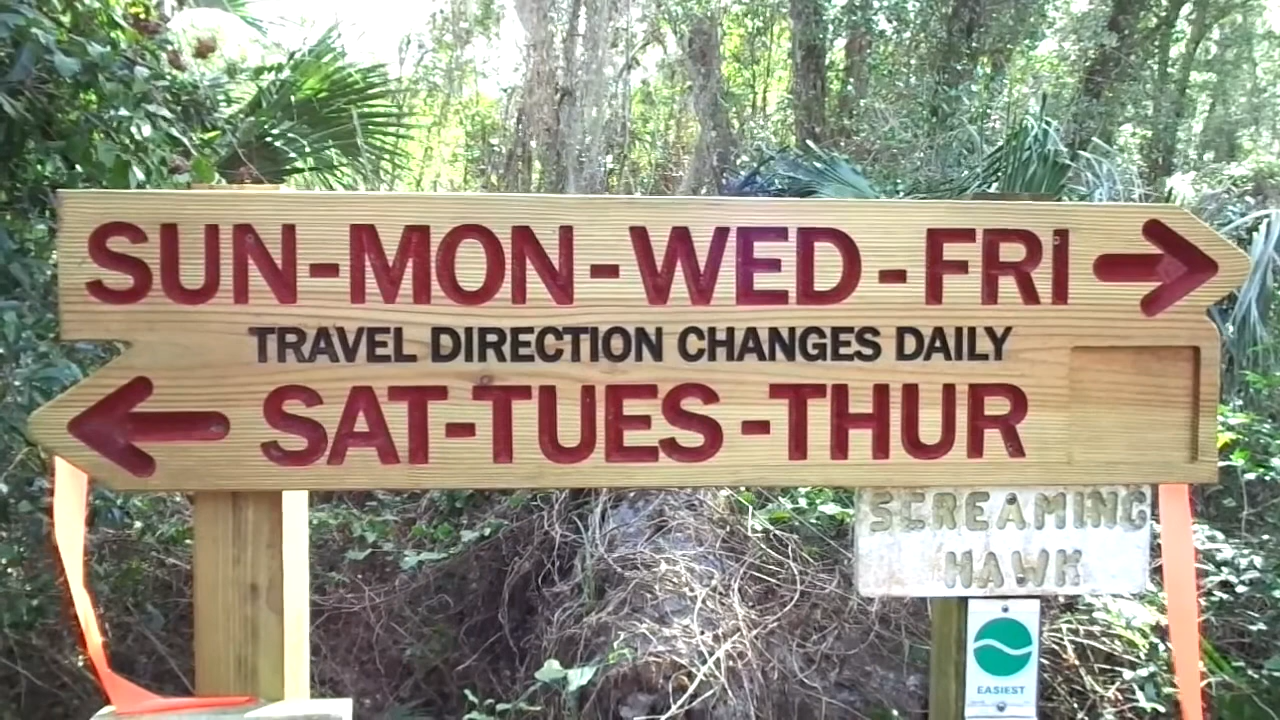 SUN-MON-WED-FRI
TRAVEL DIRECTION CHANGES DAILY
SAT-TUES-THUR
SCREAMING
HAWK
EASIEST